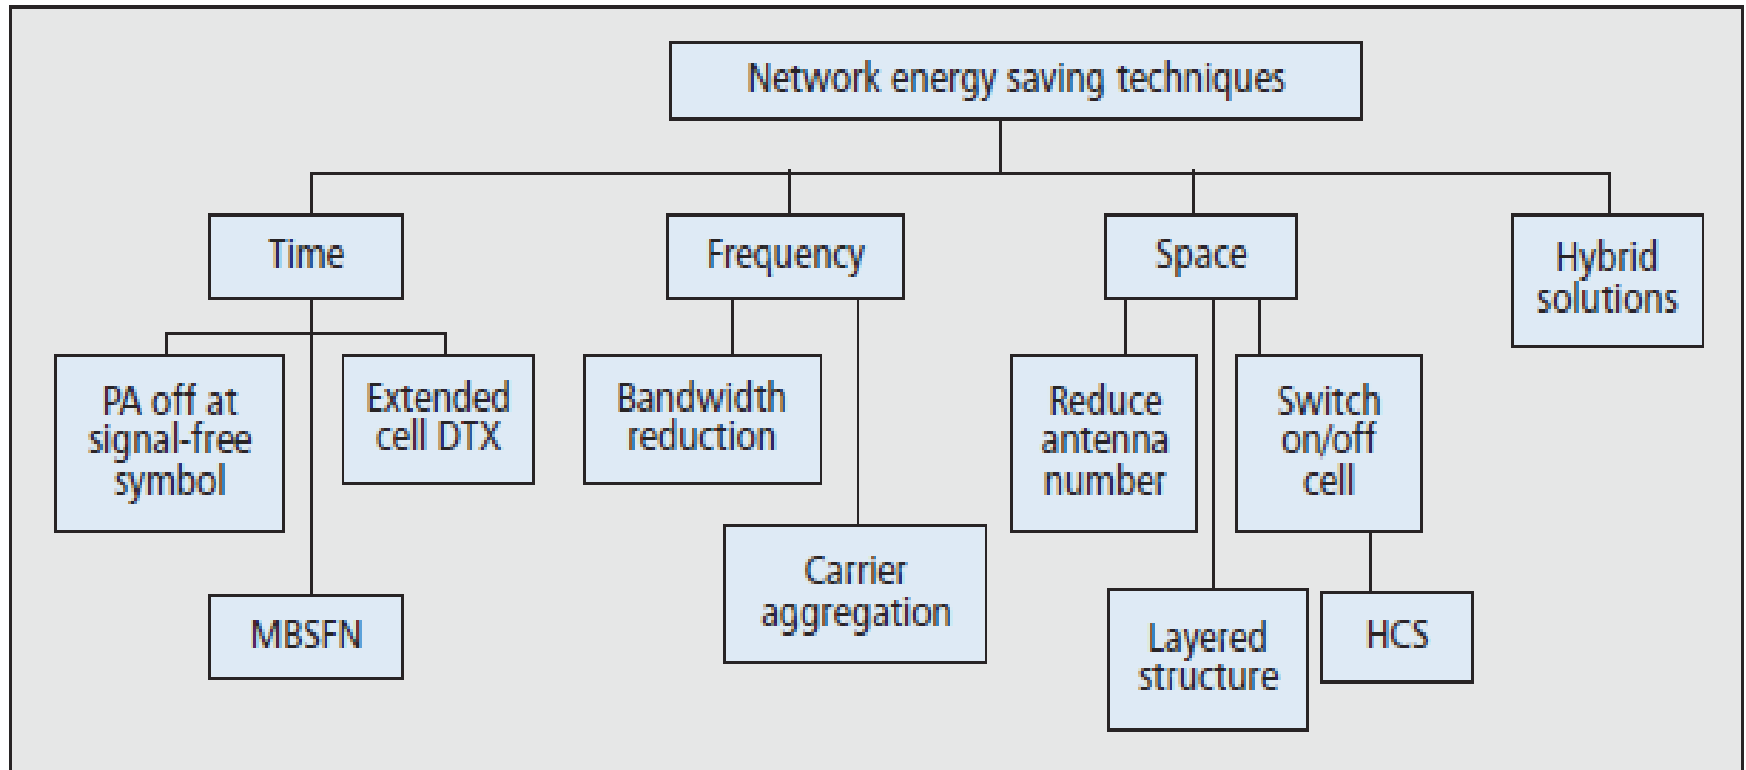 Network energy saving techniques
Time
Frequency
Space
Hybrid
solutions
PA off at
signal-free
symbol
Extended
cell DTX
Bandwidth
reduction
Reduce
antenna
number
Switch
on/off
cell
Carrier
aggregation
MBSFN
Layered
structure
HCS